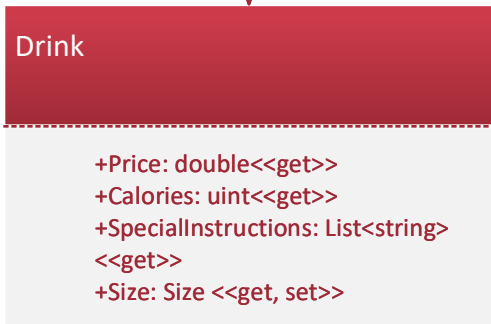 Drink
+Price: double<<get>>
+Calories: uint<<get>>
+SpecialInstructions: List<string>
<<get>>
+Size: Size <<get, set>>